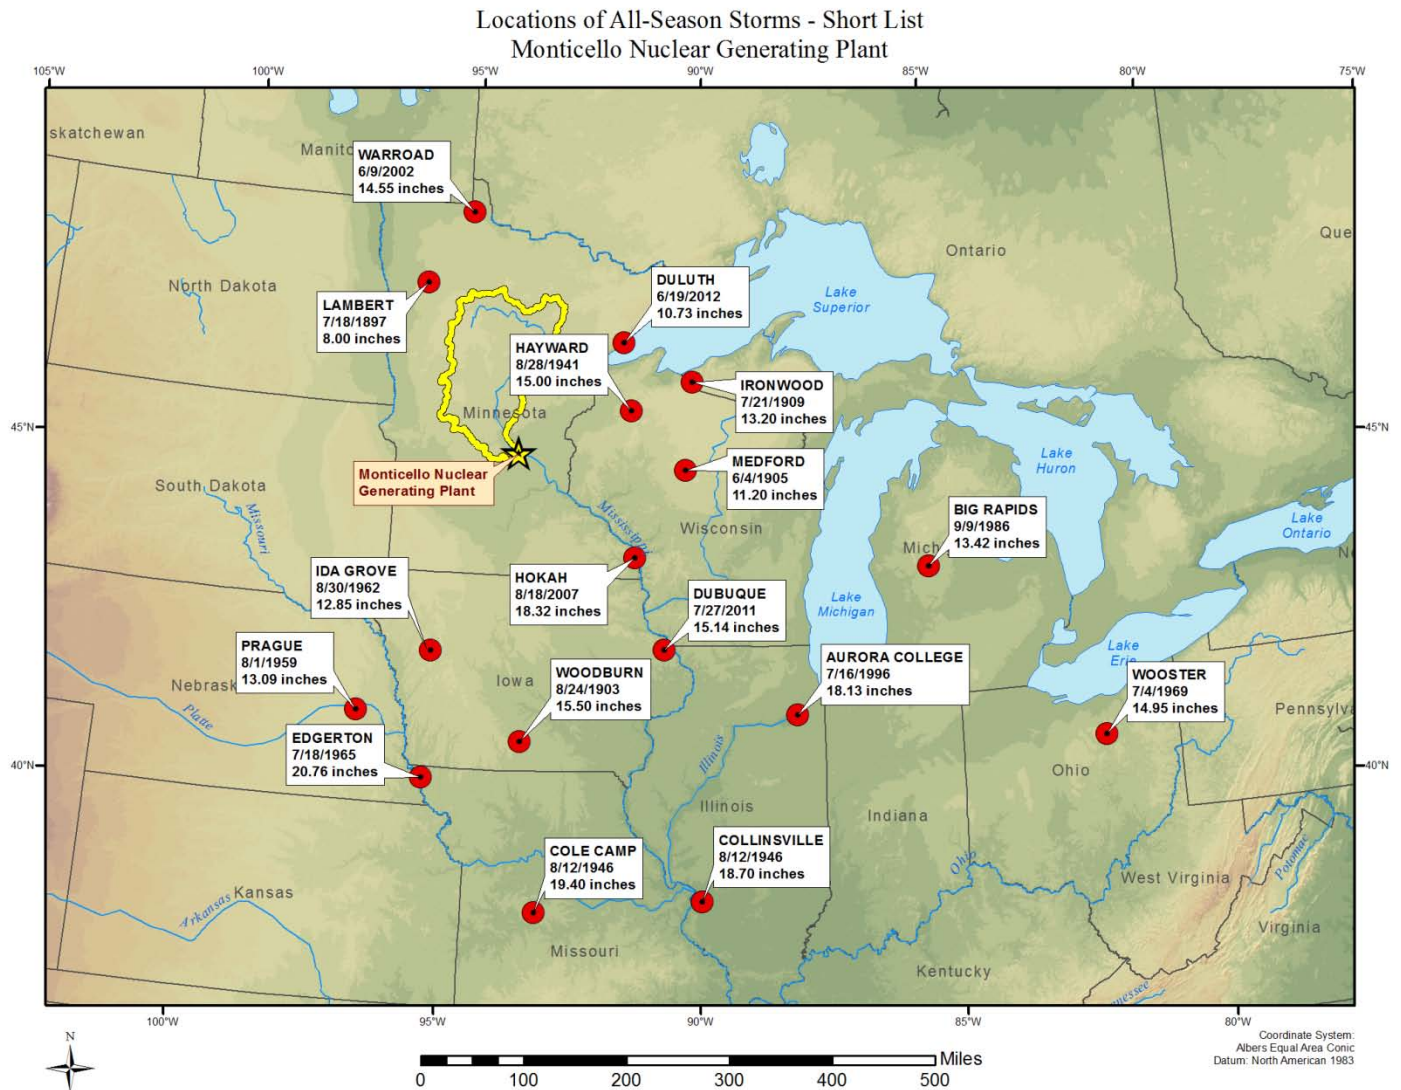 Locations of All-Season Storms - Short List
Monticello Nuclear Generating Plant
105°W 100°W 95°W 90°W 85°W 80°W 75°W
skatchewan
Manito
WARROAD
6/9/2002
14.55 inches
Ontario
Que
North Dakota
LAMBERT
7/18/1897
8.00 inches
DULUTH
6/19/2012
10.73 inches
Lake
Superior
HAYWARD
8/28/1941
15.00 inches
IRONWOOD
7/21/1909
13.20 inches
Minnesota
45°N
45°N
Monticello Nuclear
Generating Plant
MEDFORD
6/4/1905
11.20 inches
Lake
Huron
South Dakota
Missouri
Mississippi
Wisconsin
BIG RAPIDS
9/9/1986
13.42 inches
Mich
Lake
Ontario
Ne
IDA GROVE
8/30/1962
12.85 inches
HOKAH
8/18/2007
18.32 inches
DUBUQUE
7/27/2011
15.14 inches
Lake
Michigan
Lake
Erie
PRAGUE
8/1/1959
13.09 inches
Nebrask
Platte
Iowa
WOODBURN
8/24/1903
15.50 inches
AURORA COLLEGE
7/16/1996
18.13 inches
WOOSTER
7/4/1969
14.95 inches
Pennsylva
EDGERTON
7/18/1965
20.76 inches
Illinois
40°N
40°N
Ohio
Illinois
Indiana
COLE CAMP
8/12/1946
19.40 inches
COLLINSVILLE
8/12/1946
18.70 inches
Ohio
Potomac
West Virginia
Kansas
Arkansas
Missouri
Virginia
Kentucky
nnessee
100°W 95°W 90°W 85°W 80°W
N
Miles
0 100 200 300 400 500
Coordinate System:
Albers Equal Area Conic
Datum: North American 1983